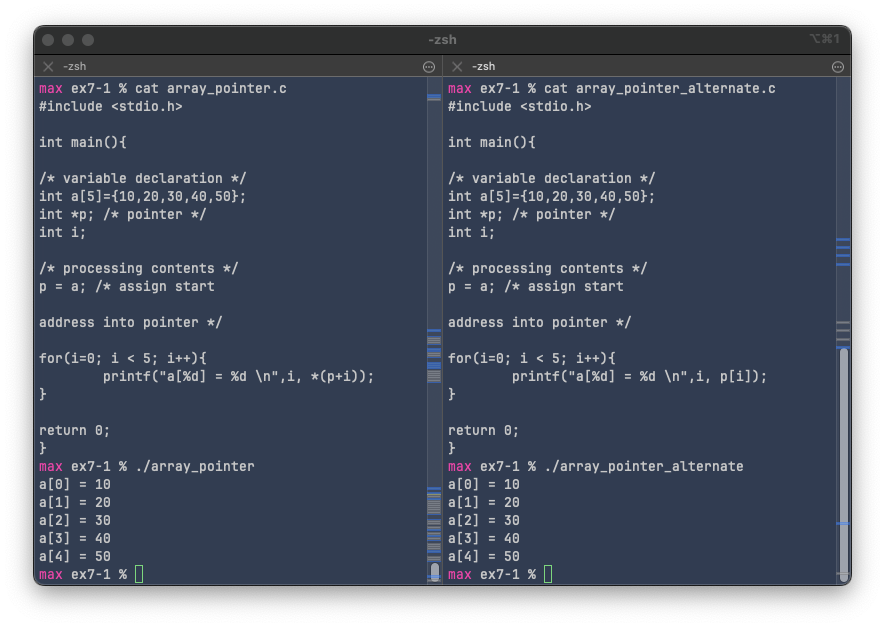 -zsh
⌥⌘1
-zsh
max ex7-1 % cat array_pointer.c
#include <stdio.h>
int main(){
/* variable declaration */
int a[5]={10,20,30,40,50};
int *p; /* pointer */
int i;
/* processing contents */
p = a; /* assign start
address into pointer */
for(i=0; i < 5; i++){
        printf("a[%d] = %d \n",i, *(p+i));
}
return 0;
}
max ex7-1 % ./array_pointer
a[0] = 10
a[1] = 20
a[2] = 30
a[3] = 40
a[4] = 50
max ex7-1 %
-zsh
max ex7-1 % cat array_pointer_alternate.c
#include <stdio.h>
int main(){
/* variable declaration */
int a[5]={10,20,30,40,50};
int *p; /* pointer */
int i;
/* processing contents */
p = a; /* assign start
address into pointer */
for(i=0; i < 5; i++){
        printf("a[%d] = %d \n",i, p[i]);
}
return 0;
}
max ex7-1 % ./array_pointer_alternate
a[0] = 10
a[1] = 20
a[2] = 30
a[3] = 40
a[4] = 50
max ex7-1 %